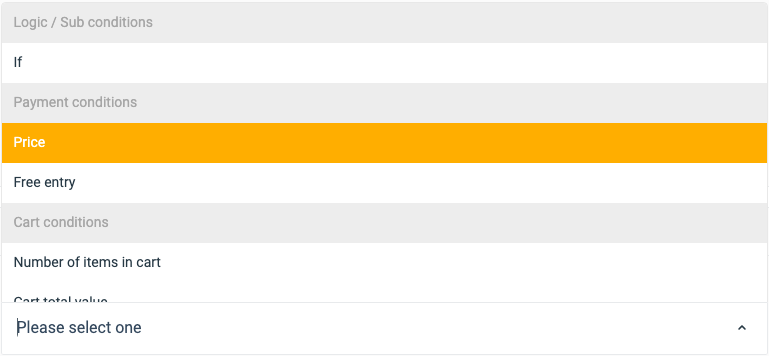 Logic / Sub conditions
If
Payment conditions
Price
Free entry
Cart conditions
Number of items in cart
Cart total value
Please select one